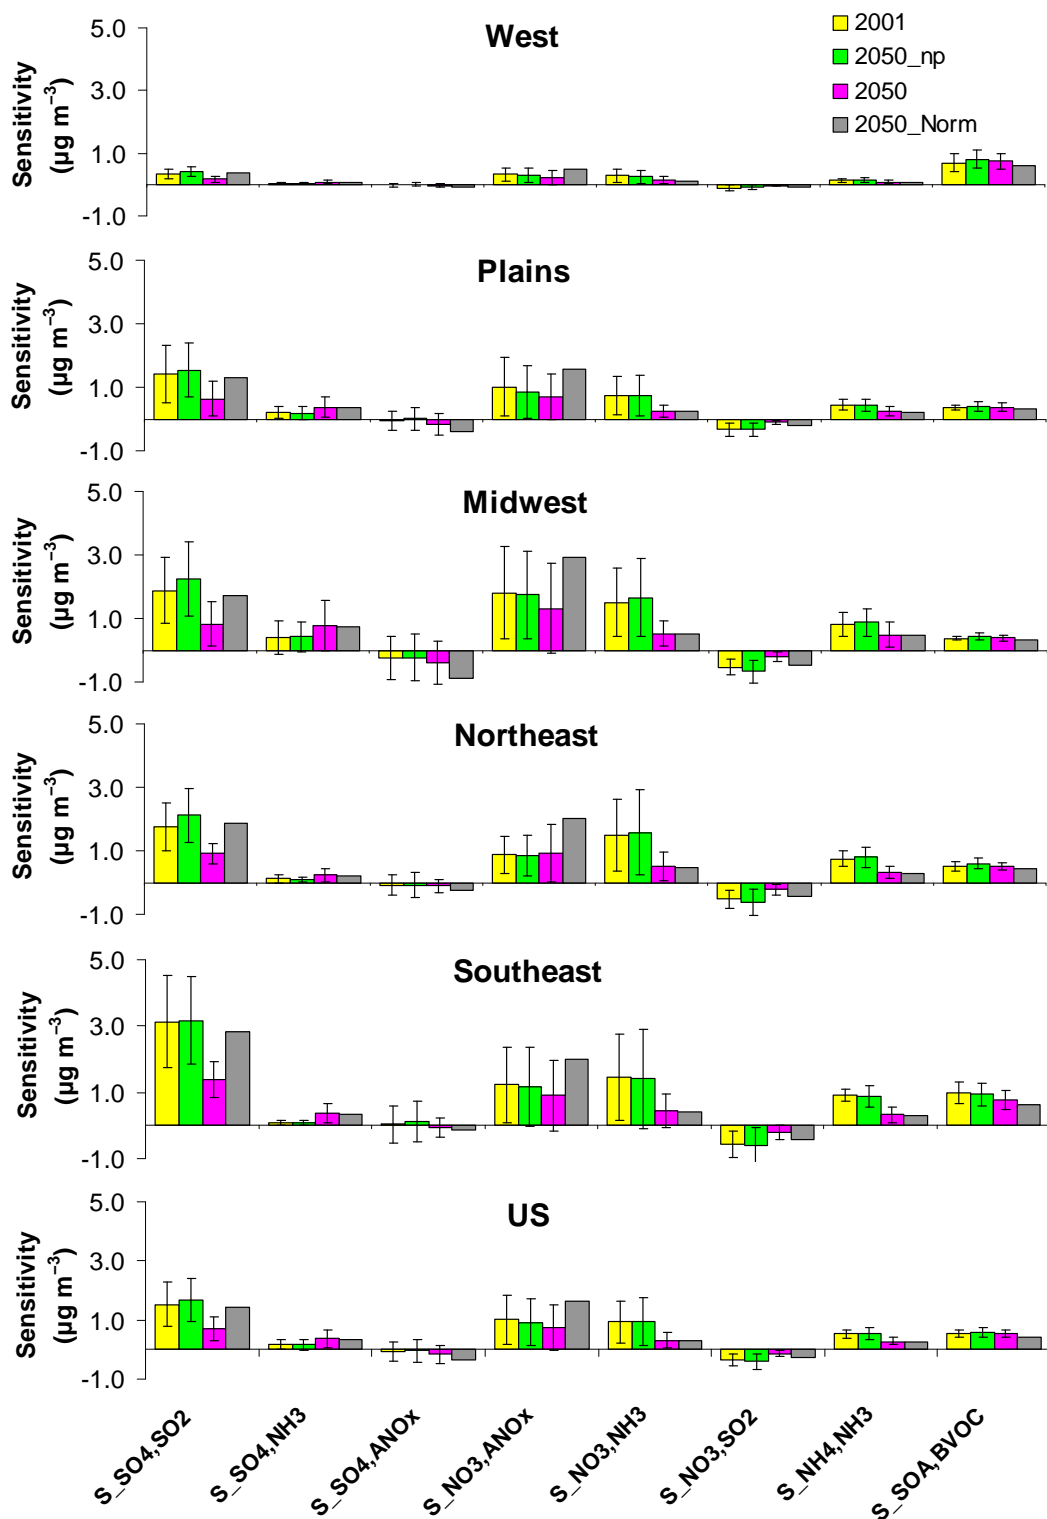 West
2001
2050_np
2050
2050_Norm
Sensitivity
(µg m⁻³)
5.0
3.0
1.0
-1.0
Plains
Sensitivity
(µg m⁻³)
5.0
3.0
1.0
-1.0
Midwest
Sensitivity
(µg m⁻³)
5.0
3.0
1.0
-1.0
Northeast
Sensitivity
(µg m⁻³)
5.0
3.0
1.0
-1.0
Southeast
Sensitivity
(µg m⁻³)
5.0
3.0
1.0
-1.0
US
Sensitivity
(µg m⁻³)
5.0
3.0
1.0
-1.0
S_SO4,SO2
S_SO4,NH3
S_SO4,ANOx
S_NO3,ANOx
S_NO3,NH3
S_NO3,SO2
S_NH4,NH3
S_SOA,BVOC